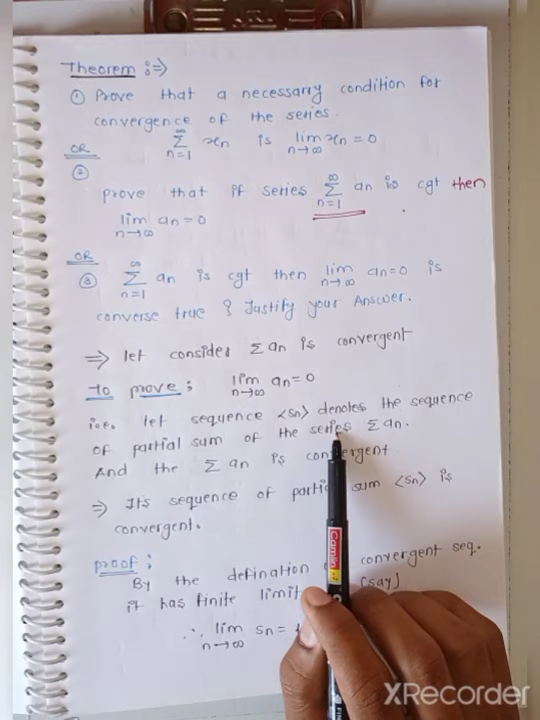 Theorem :⇒
① Prove that a necessarry condition for
convergence of the series.
∞
Σ xn is lim xn = 0
n=1 n→∞
OR
②
prove that if series ∞ Σ n=1 an is cgt then
lim an = 0
n→∞
OR
③ ∞ Σ n=1 an is cgt then lim n→∞ an = 0 is
converse true ? Justify your Answer.
⇒ let consider Σ an is convergent
To prove : lim n→∞ an = 0
i.e. let sequence <sn> denotes the sequence
of partial sum of the series Σ an.
And the Σ an is convergent
⇒ Its sequence of partial sum <sn> is
convergent.
proof :
By the defination convergent seq.
it has finite limit (say)
∴ lim n→∞ sn =
Camlin
XRecorder